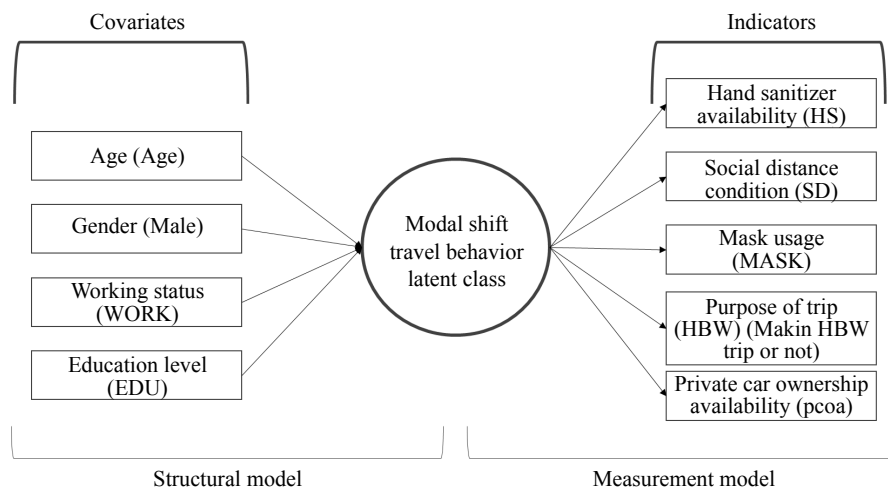 Covariates
Indicators
Age (Age)
Gender (Male)
Working status
(WORK)
Education level
(EDU)
Modal shift
travel behavior
latent class
Hand sanitizer
availability (HS)
Social distance
condition (SD)
Mask usage
(MASK)
Purpose of trip
(HBW) (Makin HBW
trip or not)
Private car ownership
availability (pcoa)
Structural model
Measurement model